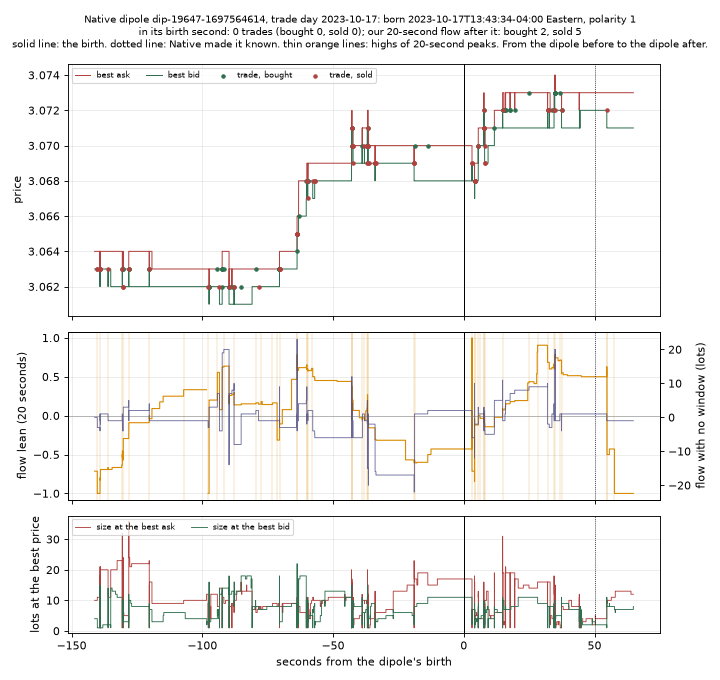 Native dipole dip-19647-1697564614, trade day 2023-10-17: born 2023-10-17T13:43:34-04:00 Eastern, polarity 1
in its birth second: 0 trades (bought 0, sold 0); our 20-second flow after it: bought 2, sold 5
solid line: the birth. dotted line: Native made it known. thin orange lines: highs of 20-second peaks. From the dipole before to the dipole after.
best ask best bid trade, bought trade, sold
3.074
3.072
3.070
3.068
3.066
3.064
3.062
price
1.0
0.5
0.0
−0.5
−1.0
flow lean (20 seconds)
20
10
0
−10
−20
flow with no window (lots)
size at the best ask size at the best bid
30
20
10
0
lots at the best price
−150 −100 −50 0 50
seconds from the dipole's birth